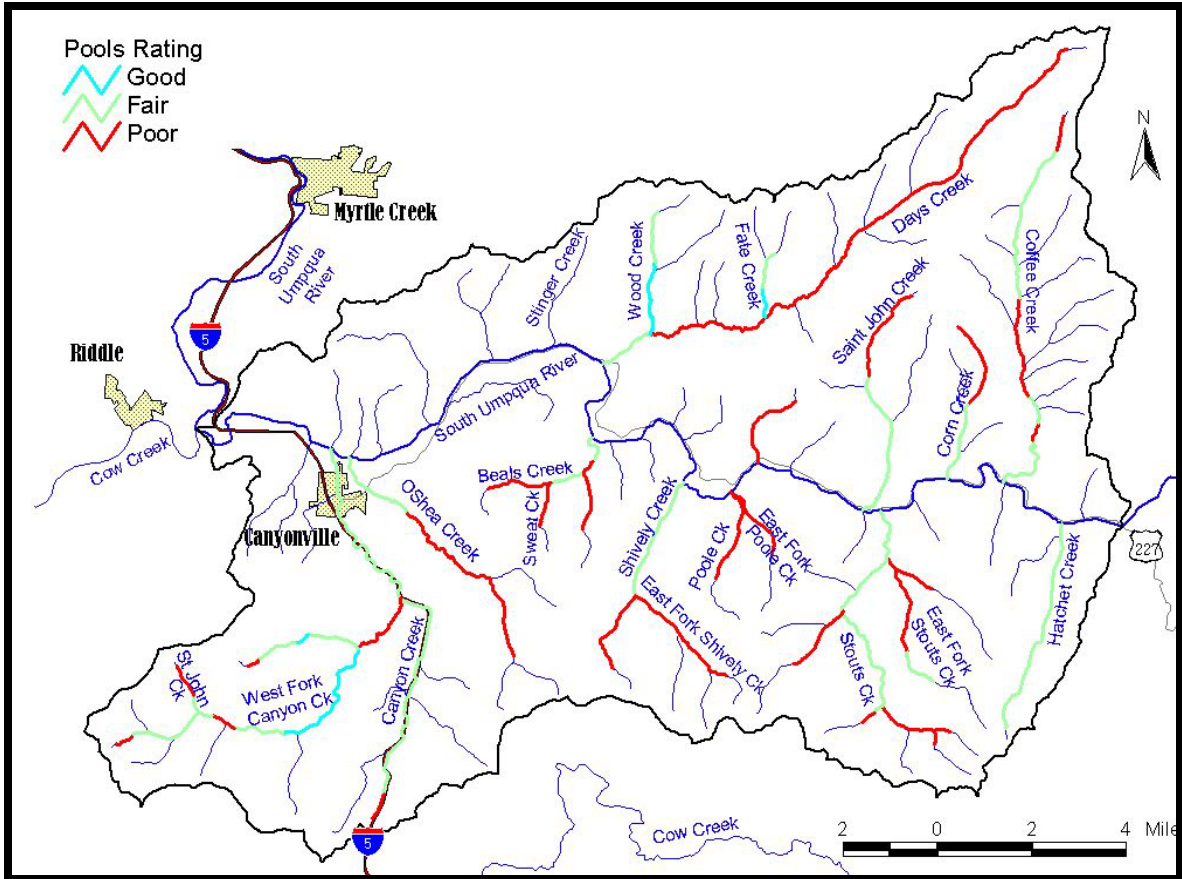 Pools Rating
Good
Fair
Poor
N
Myrtle Creek
South
Umpqua
River
5
Riddle
Cow Creek
Canyonville
Stinger Creek
Wood Creek
Fate Creek
Days Creek
Saint John Creek
Coffee Creek
Corn Creek
South Umpqua River
Beals Creek
Sweat Ck
OShea Creek
Shively Creek
Poole Ck
East Fork
Poole Ck
227
Hatchet Creek
East Fork Shively Ck
Stouts Ck
East Fork
Stouts Ck
St John
Ck
West Fork
Canyon Ck
Canyon Creek
5
Cow Creek
2 0 2 4 Mile